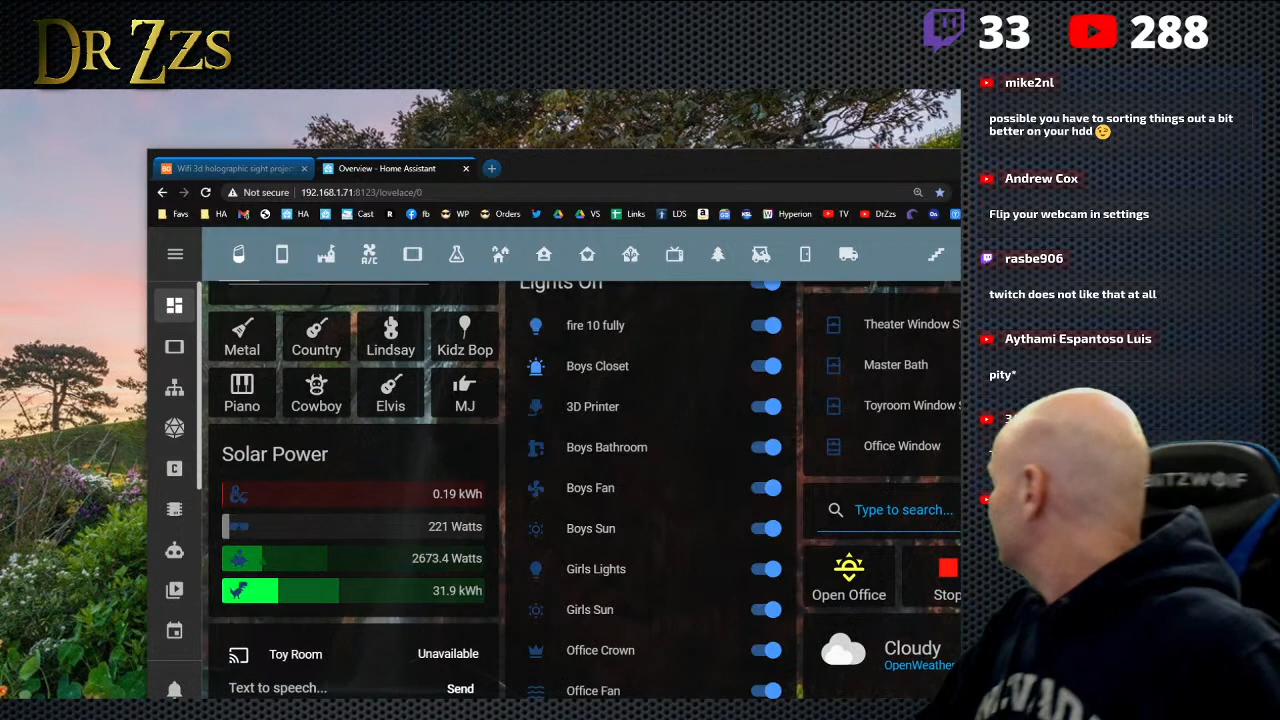 DR ZZS
33
288
mike2nl
possible you have to sorting things out a bit
better on your hdd
Andrew Cox
Flip your webcam in settings
rasbe906
twitch does not like that at all
Aythami Espantoso Luis
pity*
Wifi 3d holographic sight project
Overview - Home Assistant
Not secure
192.168.1.71:8123/lovelace/0
Favs
HA
HA
Cast
fb
WP
Orders
VS
Links
LDS
Hyperion
TV
DrZzs
A/C
Metal
Country
Lindsay
Kidz Bop
Piano
Cowboy
Elvis
MJ
Solar Power
0.19 kWh
221 Watts
2673.4 Watts
31.9 kWh
Toy Room
Unavailable
Text to speech...
Send
Lights On
fire 10 fully
Boys Closet
3D Printer
Boys Bathroom
Boys Fan
Boys Sun
Girls Lights
Girls Sun
Office Crown
Office Fan
Theater Window S
Master Bath
Toyroom Window S
Office Window
Type to search...
Open Office
Stop
Cloudy
OpenWeather
BLITZWOLF